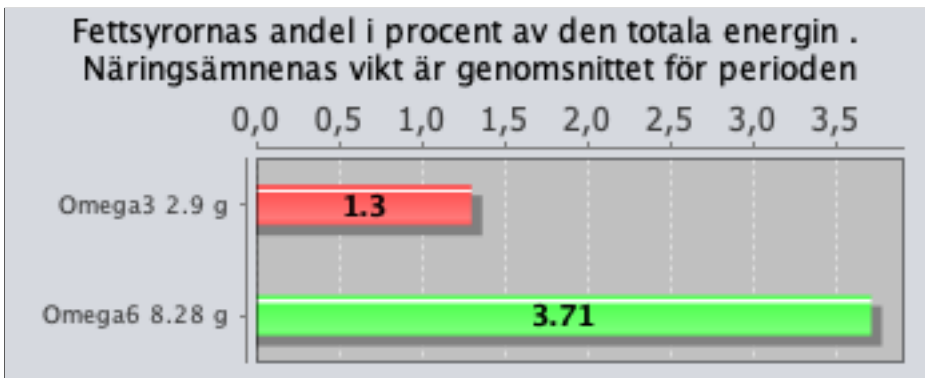 Fettsyrornas andel i procent av den totala energin .
Näringsämnenas vikt är genomsnittet för perioden
0,0 0,5 1,0 1,5 2,0 2,5 3,0 3,5
Omega3 2.9 g 1.3
Omega6 8.28 g 3.71